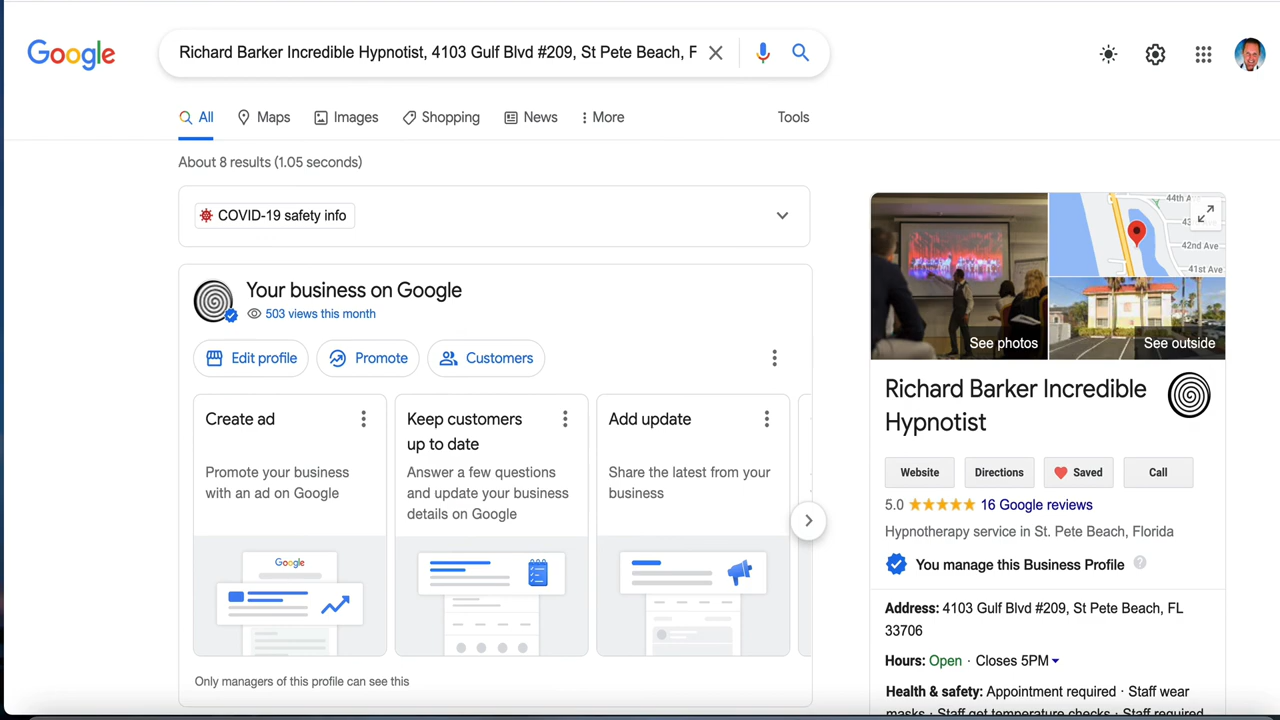 Google
Richard Barker Incredible Hypnotist, 4103 Gulf Blvd #209, St Pete Beach, F
All
Maps
Images
Shopping
News
More
Tools
About 8 results (1.05 seconds)
COVID-19 safety info
Your business on Google
503 views this month
Edit profile
Promote
Customers
Create ad
Promote your business
with an ad on Google
Google
Keep customers
up to date
Answer a few questions
and update your business
details on Google
Add update
Share the latest from your
business
Only managers of this profile can see this
See photos
44th A
42nd Ave
41st Ave
See outside
Richard Barker Incredible
Hypnotist
Website
Directions
Saved
Call
5.0
16 Google reviews
Hypnotherapy service in St. Pete Beach, Florida
You manage this Business Profile
Address: 4103 Gulf Blvd #209, St Pete Beach, FL
33706
Hours: Open · Closes 5PM
Health & safety: Appointment required · Staff wear
masks · Staff get temperature checks · Staff required